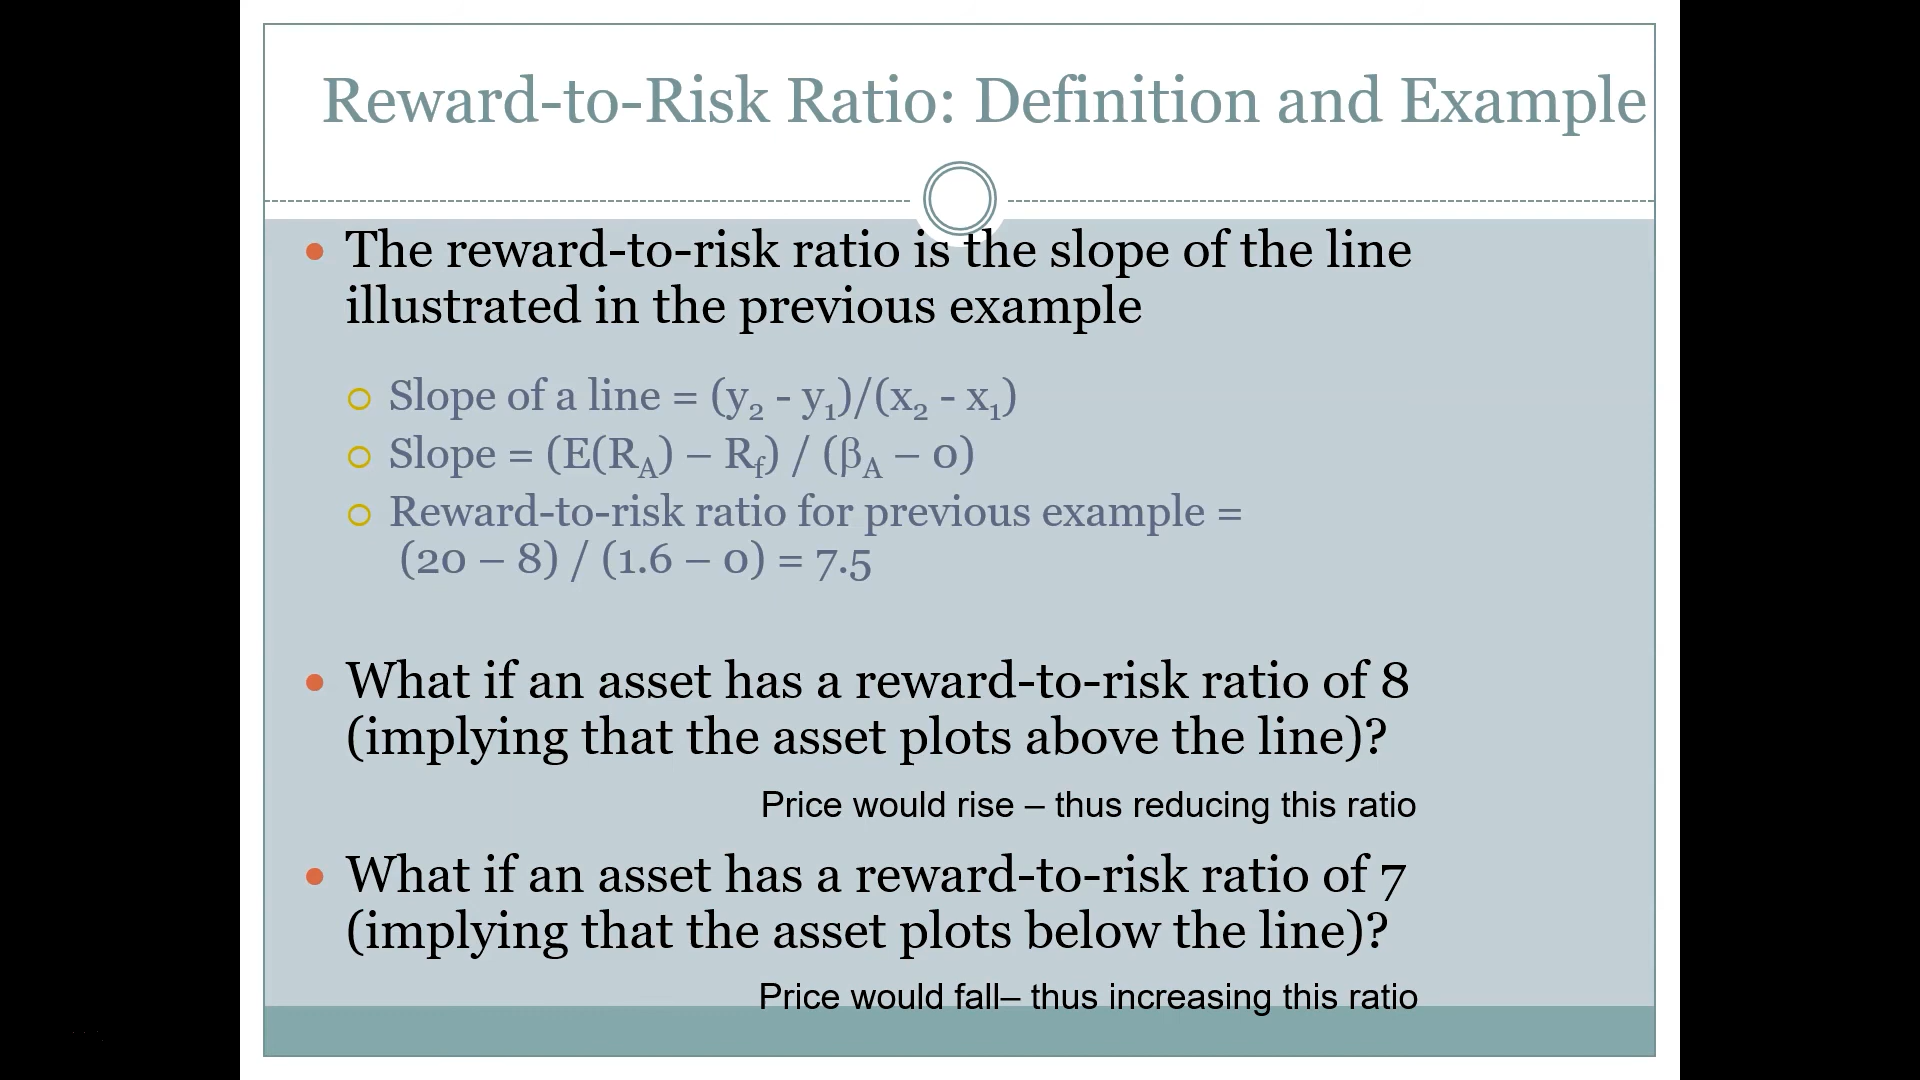 Reward-to-Risk Ratio: Definition and Example
• The reward-to-risk ratio is the slope of the line
illustrated in the previous example
○ Slope of a line = (y₂ - y₁)/(x₂ - x₁)
○ Slope = (E(R_A) – R_f) / (β_A – 0)
○ Reward-to-risk ratio for previous example =
(20 – 8) / (1.6 – 0) = 7.5
• What if an asset has a reward-to-risk ratio of 8
(implying that the asset plots above the line)?
Price would rise – thus reducing this ratio
• What if an asset has a reward-to-risk ratio of 7
(implying that the asset plots below the line)?
Price would fall– thus increasing this ratio